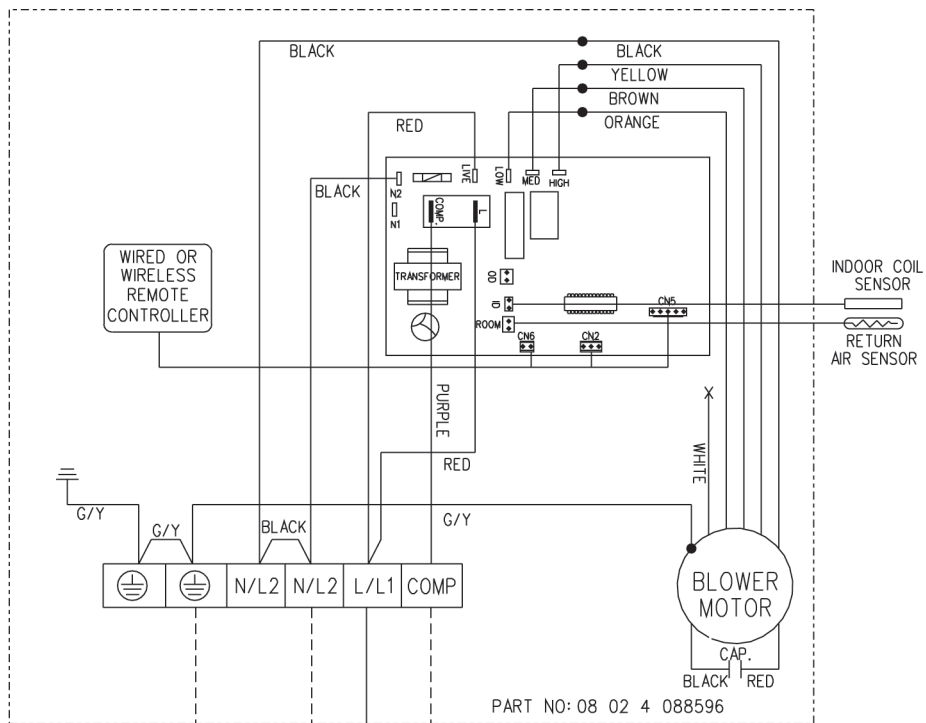 BLACK
BLACK
YELLOW
BROWN
ORANGE
RED
BLACK
N2
N1
LIVE
LOW
MED
HIGH
COMP.
L
WIRED OR
WIRELESS
REMOTE
CONTROLLER
TRANSFORMER
OD
ID
ROOM
CN5
CN6
CN2
INDOOR COIL
SENSOR
RETURN
AIR SENSOR
PURPLE
WHITE
RED
G/Y
G/Y
BLACK
G/Y
N/L2
N/L2
L/L1
COMP
BLOWER
MOTOR
CAP.
BLACK
RED
PART NO: 08 02 4 088596